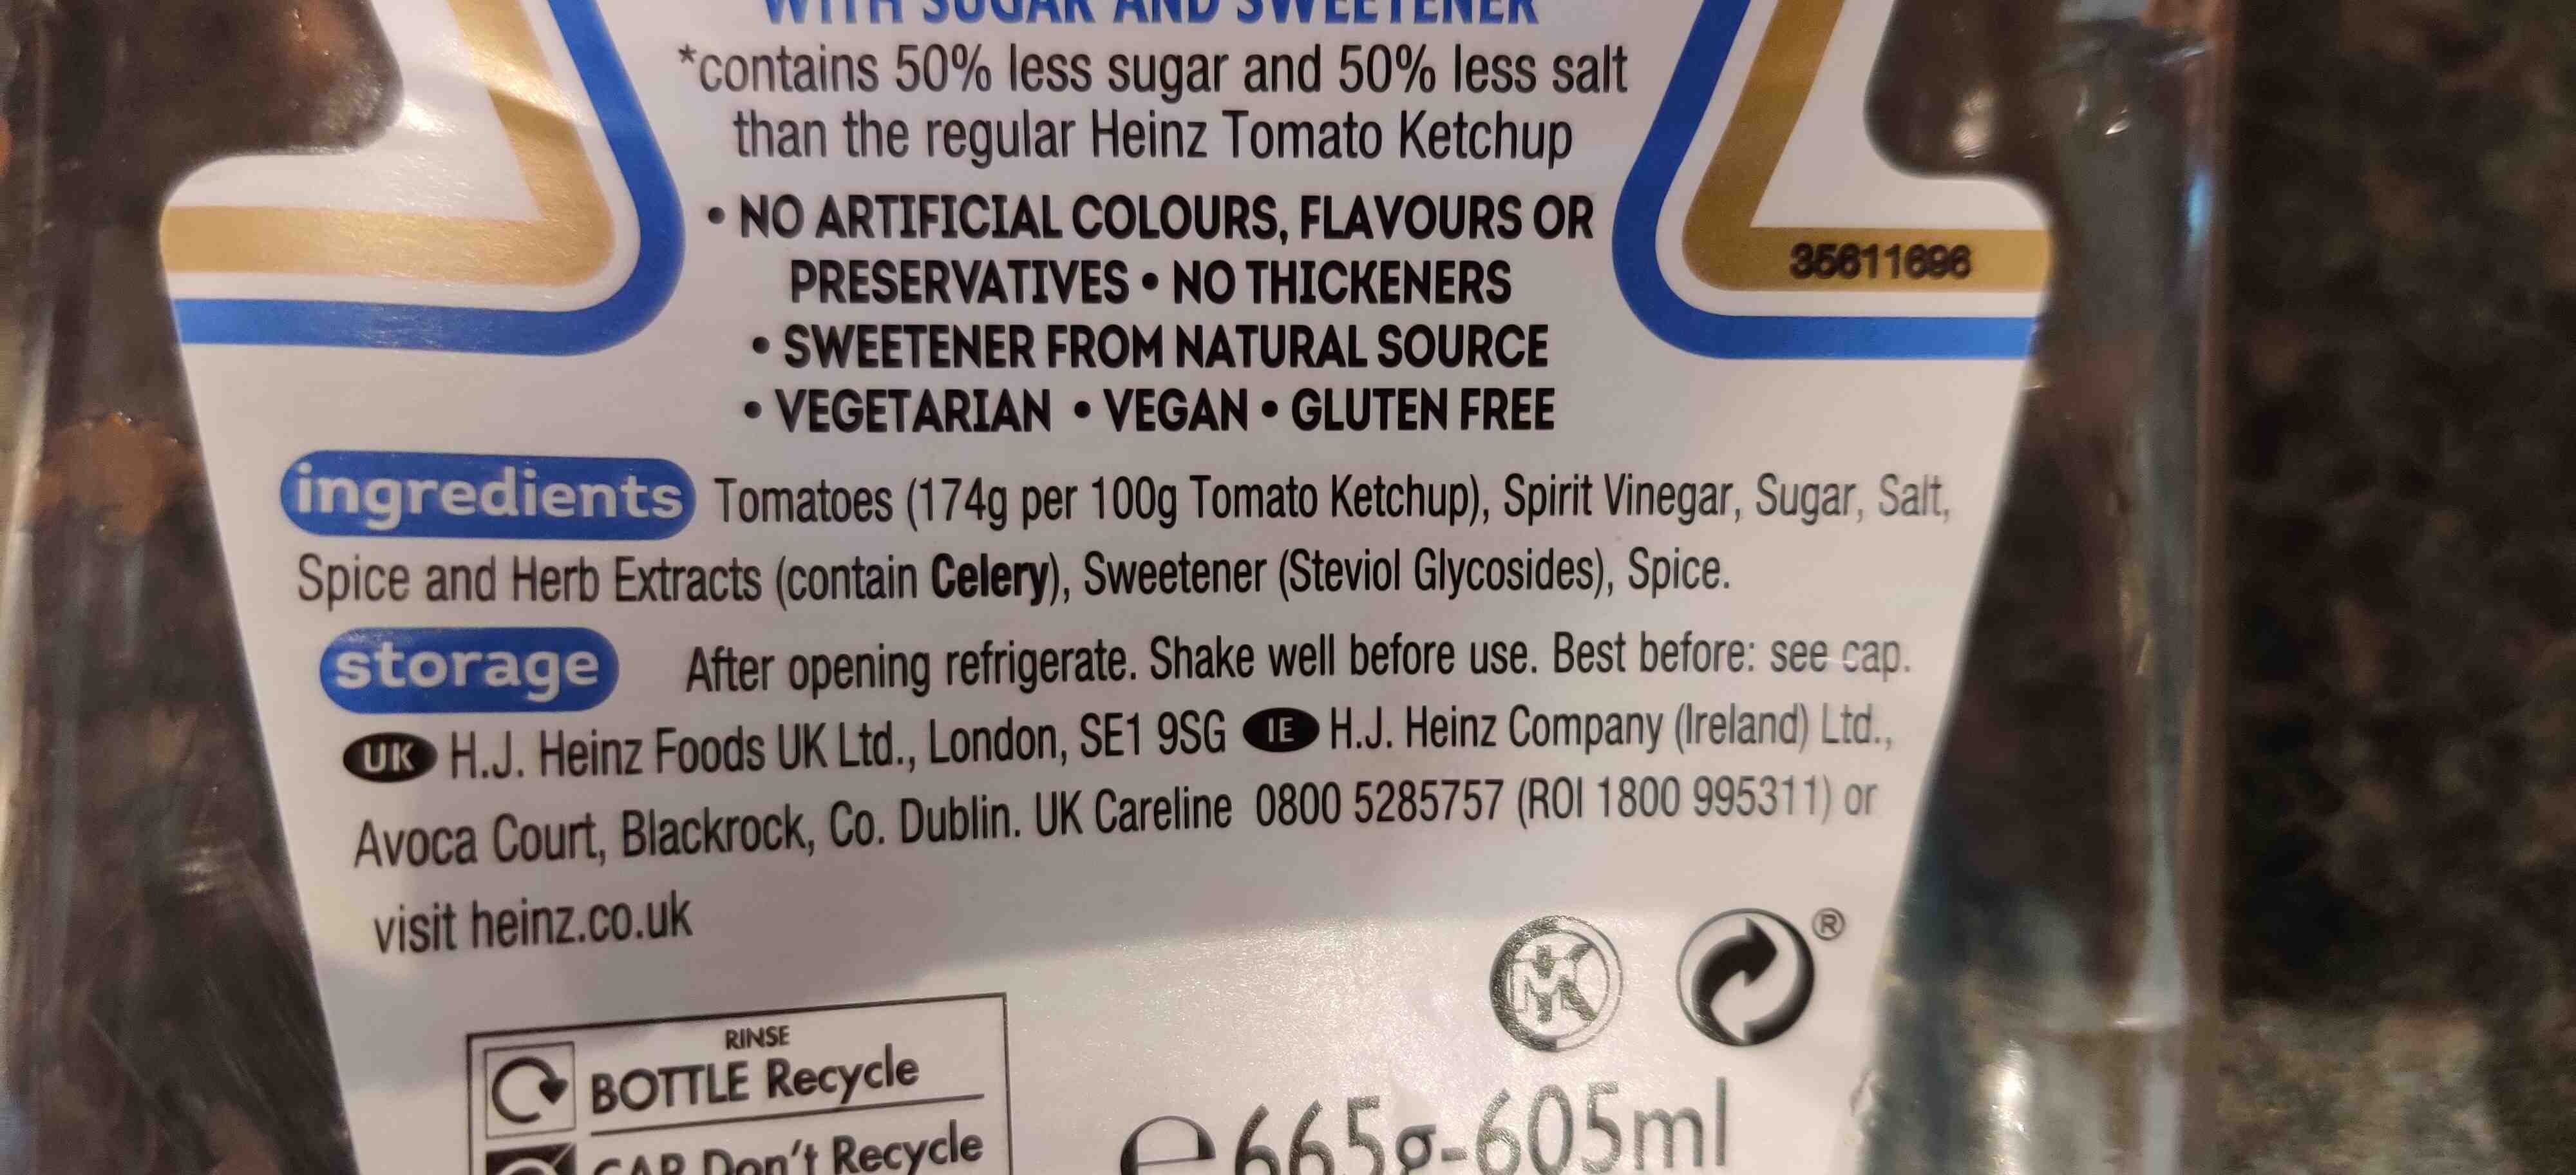 WITH SUGAR AND SWEETENER
*contains 50% less sugar and 50% less salt
than the regular Heinz Tomato Ketchup
• NO ARTIFICIAL COLOURS, FLAVOURS OR
PRESERVATIVES • NO THICKENERS
• SWEETENER FROM NATURAL SOURCE
• VEGETARIAN • VEGAN • GLUTEN FREE
35611696
ingredients Tomatoes (174g per 100g Tomato Ketchup), Spirit Vinegar, Sugar, Salt,
Spice and Herb Extracts (contain Celery), Sweetener (Steviol Glycosides), Spice.
storage After opening refrigerate. Shake well before use. Best before: see cap.
UK H.J. Heinz Foods UK Ltd., London, SE1 9SG IE H.J. Heinz Company (Ireland) Ltd.,
Avoca Court, Blackrock, Co. Dublin. UK Careline 0800 5285757 (ROI 1800 995311) or
visit heinz.co.uk
MK
®
RINSE
BOTTLE Recycle
CAP Don't Recycle
e 665g-605ml